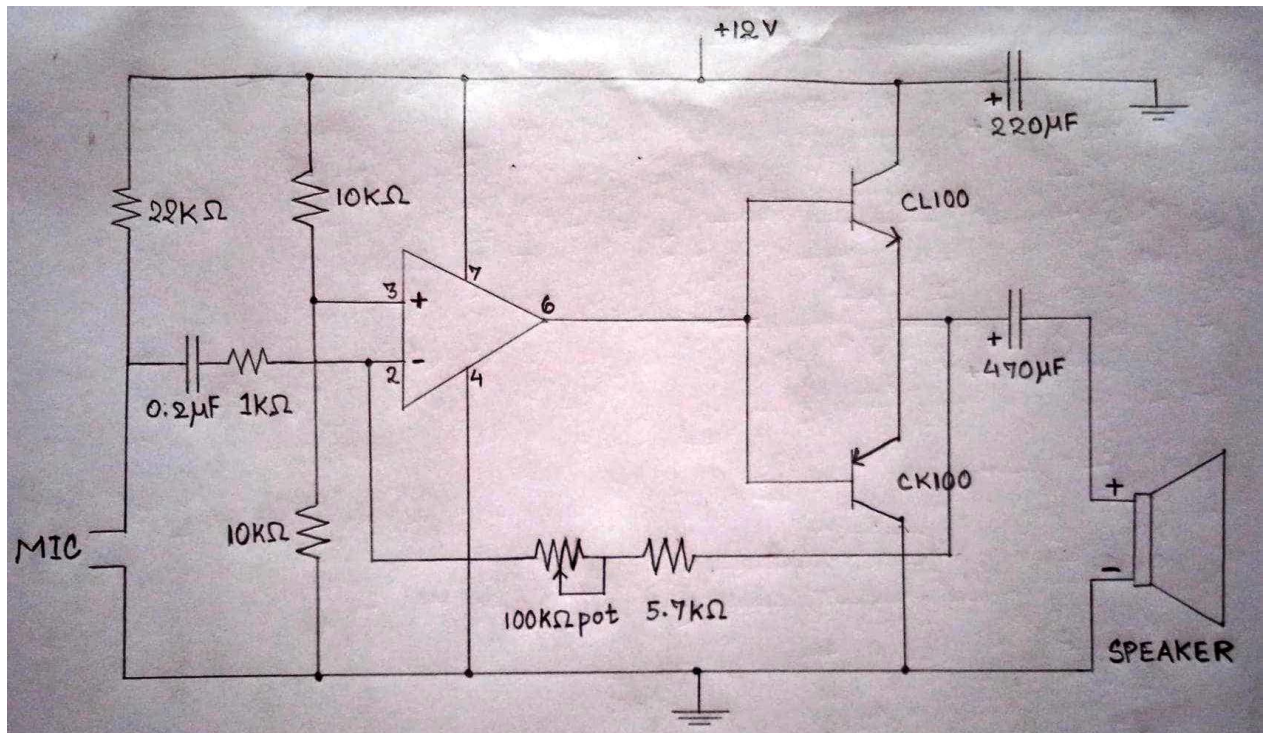 +12V
+
220μF
22KΩ
10KΩ
CL100
3
+
7
6
2
-
4
0.2μF
1KΩ
+
470μF
CK100
MIC
10KΩ
100KΩ pot
5.7KΩ
+
-
SPEAKER